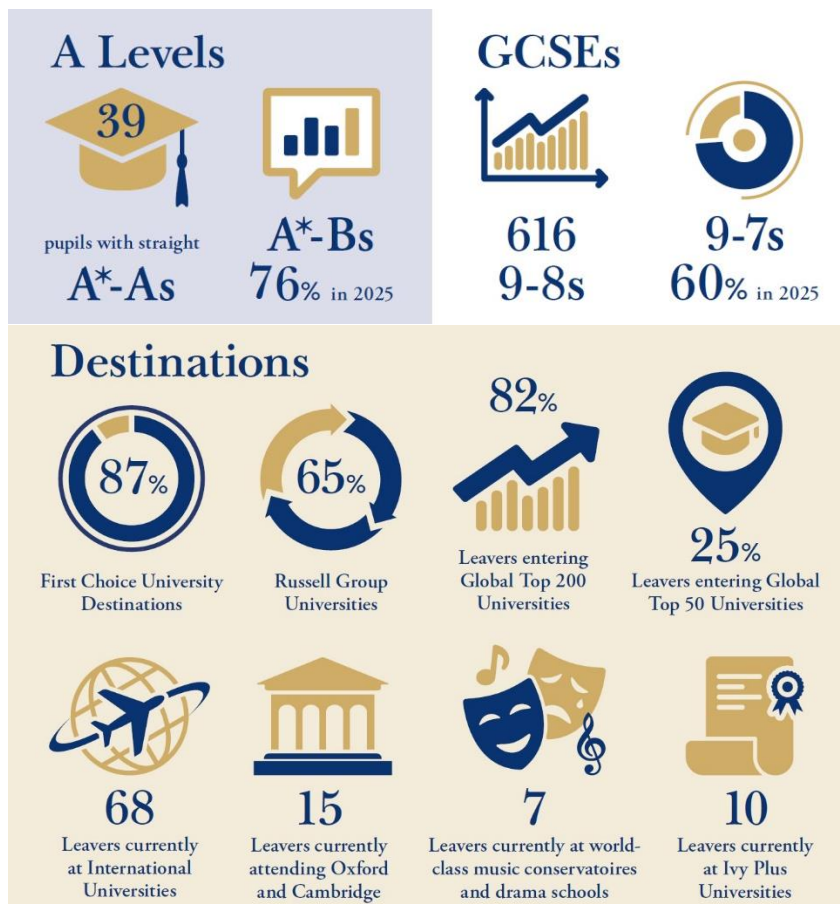 A Levels
39
pupils with straight
A*-As
A*-Bs
76% in 2025
GCSEs
616
9-8s
9-7s
60% in 2025
Destinations
87%
First Choice University
Destinations
65%
Russell Group
Universities
82%
Leavers entering
Global Top 200
Universities
25%
Leavers entering Global
Top 50 Universities
68
Leavers currently
at International
Universities
15
Leavers currently
attending Oxford
and Cambridge
7
Leavers currently at world-
class music conservatoires
and drama schools
10
Leavers currently
at Ivy Plus
Universities